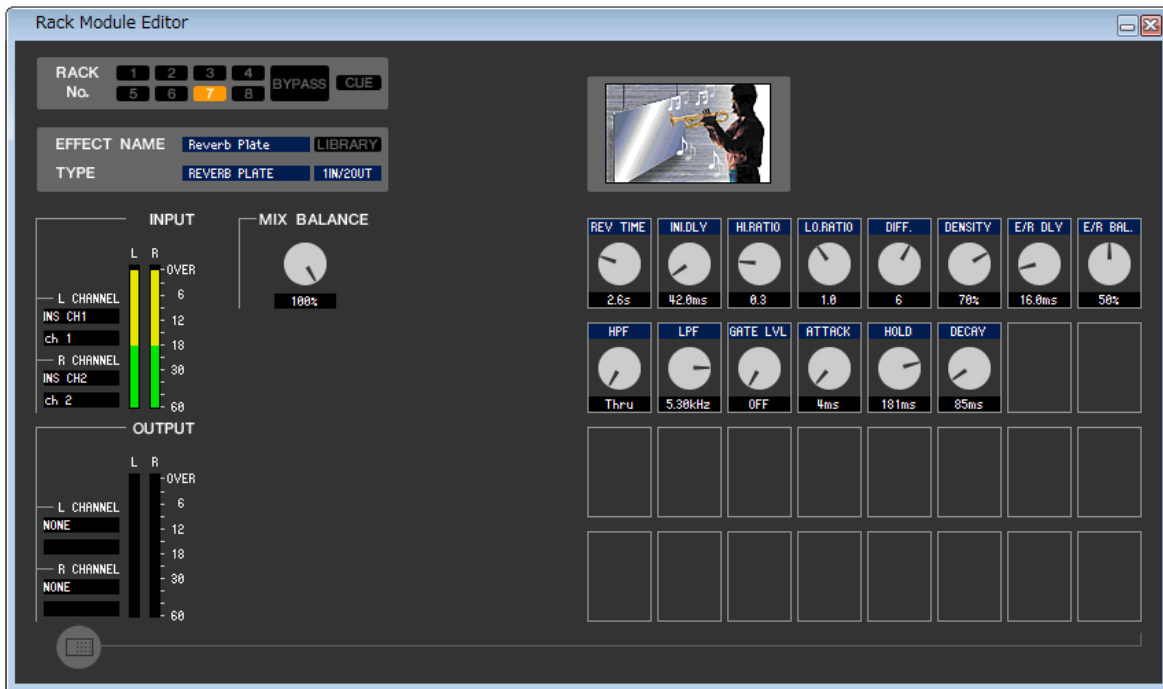 Rack Module Editor
RACK No.
1 2 3 4
5 6 7 8
BYPASS
CUE
EFFECT NAME Reverb Plate LIBRARY
TYPE REVERB PLATE 1IN/2OUT
INPUT
L R
OVER
6
12
18
30
60
L CHANNEL
INS CH1
ch 1
R CHANNEL
INS CH2
ch 2
MIX BALANCE
100%
REV TIME INI.DLY HI.RATIO LO.RATIO DIFF. DENSITY E/R DLY E/R BAL.
2.6s 42.0ms 0.3 1.0 6 70% 16.0ms 50%
HPF LPF GATE LVL ATTACK HOLD DECAY
Thru 5.30kHz OFF 4ms 181ms 85ms
OUTPUT
L R
OVER
6
12
18
30
60
L CHANNEL
NONE
R CHANNEL
NONE